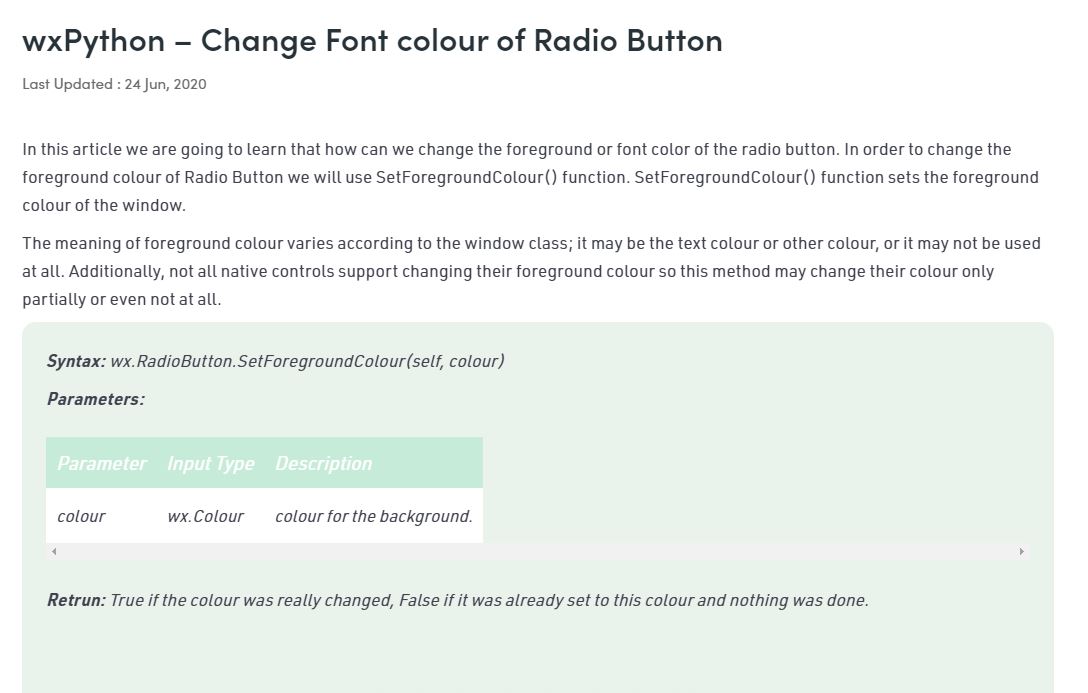 wxPython – Change Font colour of Radio Button
Last Updated : 24 Jun, 2020
In this article we are going to learn that how can we change the foreground or font color of the radio button. In order to change the
foreground colour of Radio Button we will use SetForegroundColour() function. SetForegroundColour() function sets the foreground
colour of the window.
The meaning of foreground colour varies according to the window class; it may be the text colour or other colour, or it may not be used
at all. Additionally, not all native controls support changing their foreground colour so this method may change their colour only
partially or even not at all.
Syntax: wx.RadioButton.SetForegroundColour(self, colour)
Parameters:
Parameter Input Type Description
colour wx.Colour colour for the background.
Retrun: True if the colour was really changed, False if it was already set to this colour and nothing was done.